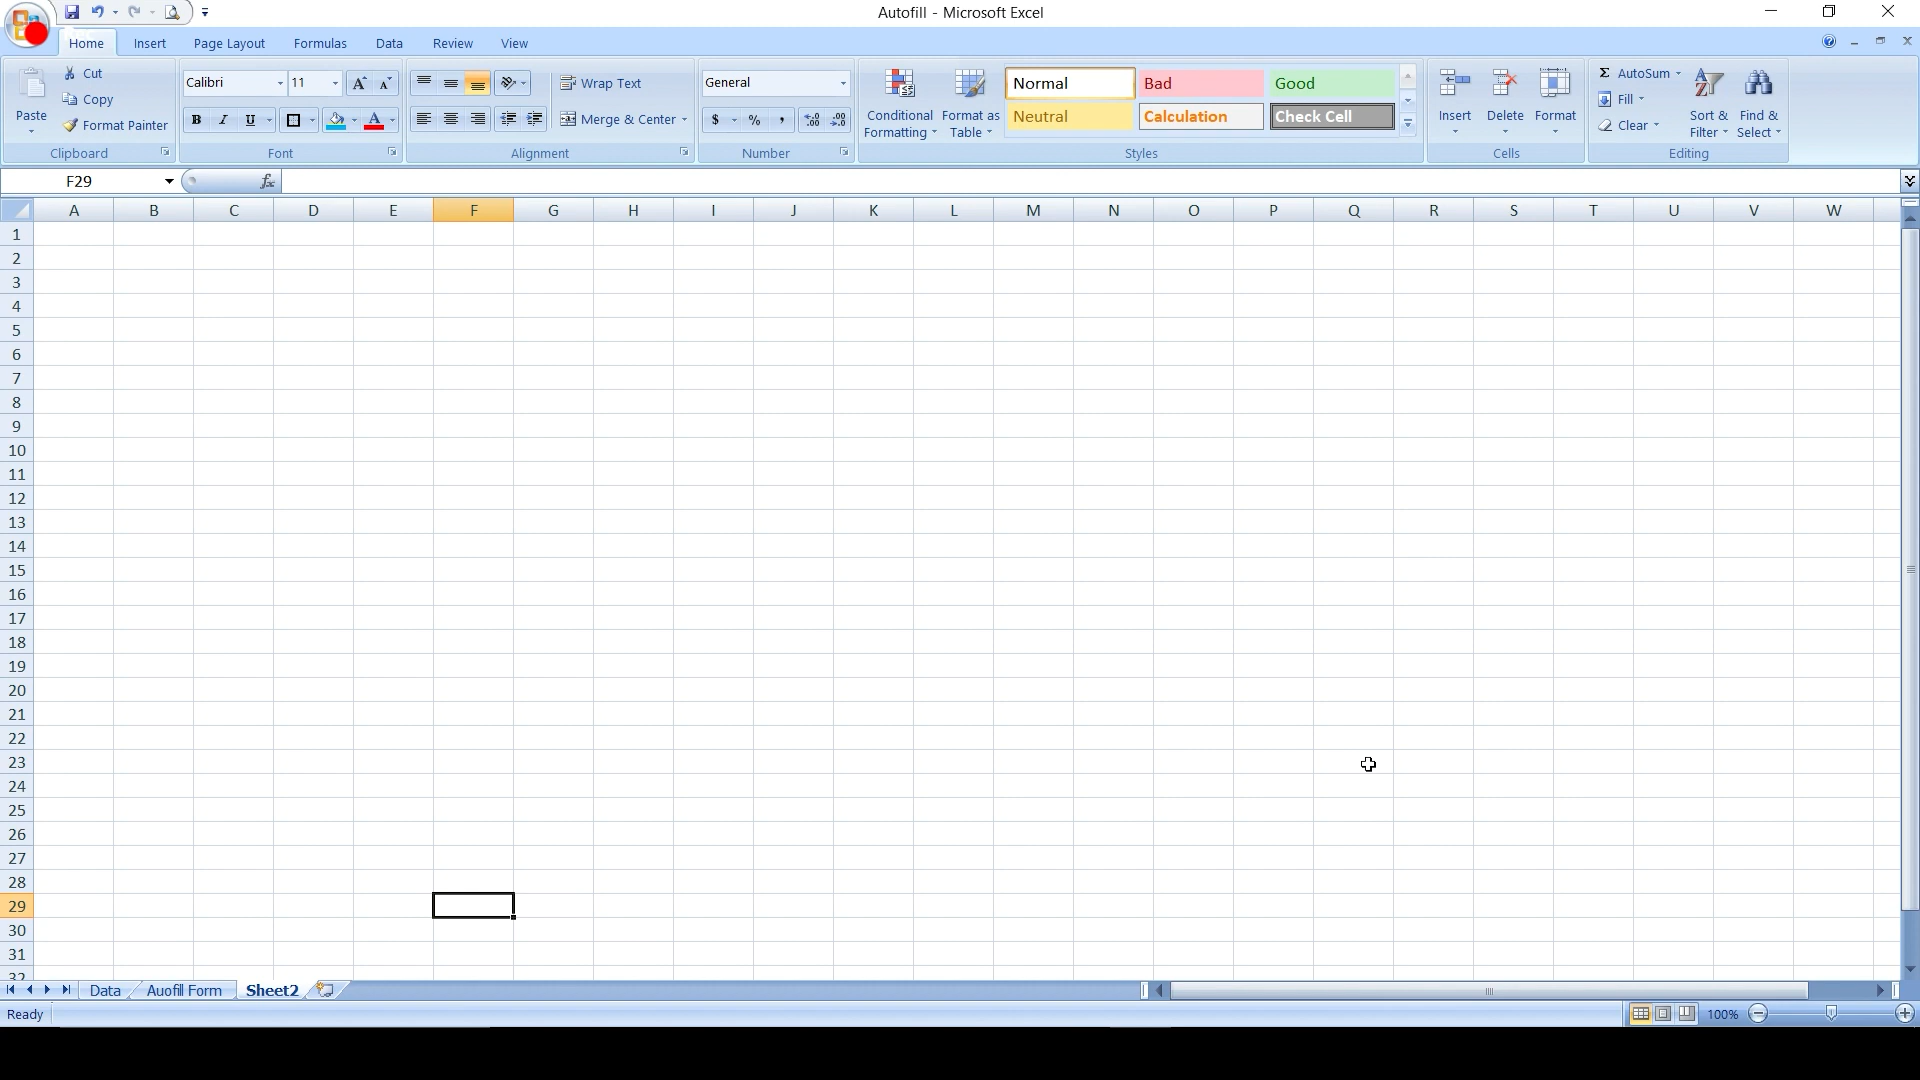 Autofill - Microsoft Excel
Home Insert Page Layout Formulas Data Review View
Paste Cut Copy Format Painter
Clipboard
Calibri 11
B I U
Font
Wrap Text
Merge & Center
Alignment
General
$ % ,
Number
Conditional Formatting
Format as Table
Normal Bad Good
Neutral Calculation Check Cell
Styles
Insert Delete Format
Cells
Σ AutoSum
Fill
Clear
Sort & Filter
Find & Select
Editing
F29 fx
A B C D E F G H I J K L M N O P Q R S T U V W
1
2
3
4
5
6
7
8
9
10
11
12
13
14
15
16
17
18
19
20
21
22
23
24
25
26
27
28
29
30
31
32
Data Auofill Form Sheet2
Ready 100%